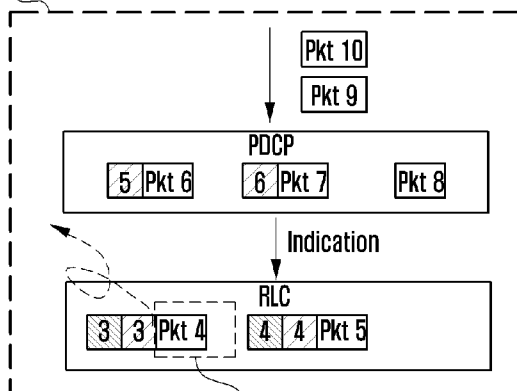 Pkt 10
Pkt 9
PDCP
5 Pkt 6 6 Pkt 7 Pkt 8
Indication
RLC
3 3 Pkt 4 4 4 Pkt 5